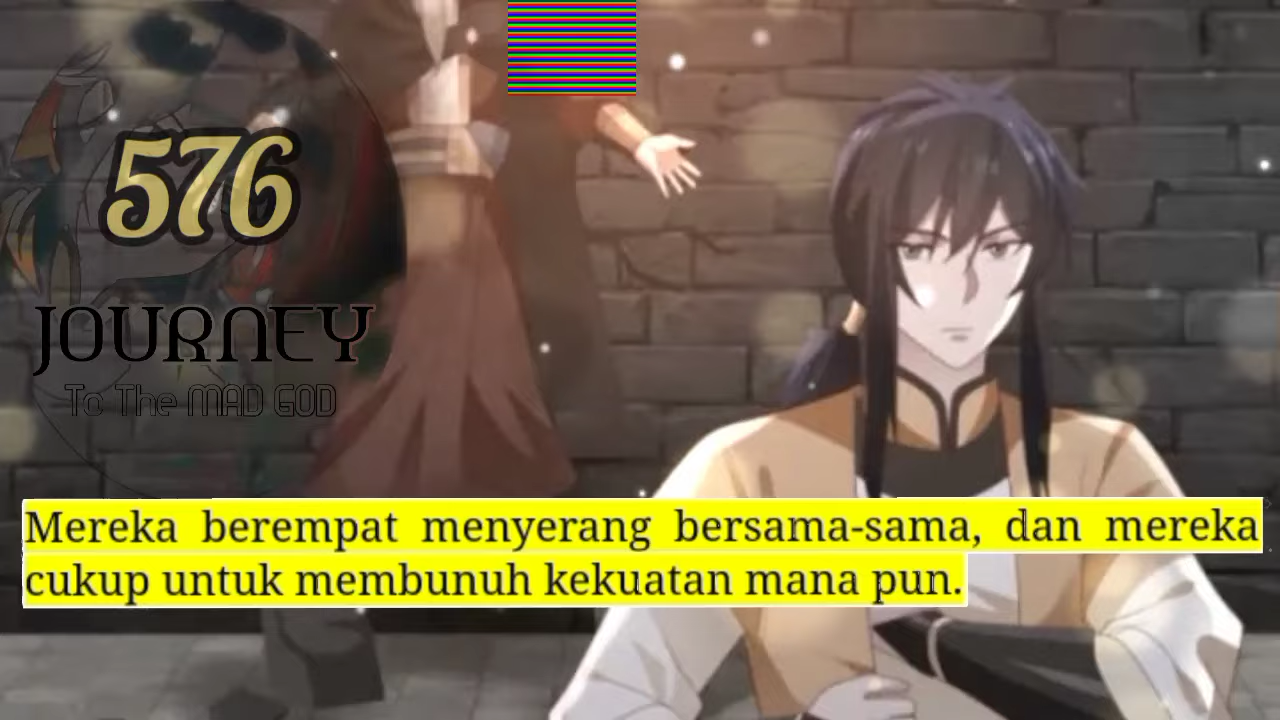 576
JOURNEY
To The MAD GOD
Mereka berempat menyerang bersama-sama, dan mereka
cukup untuk membunuh kekuatan mana pun.